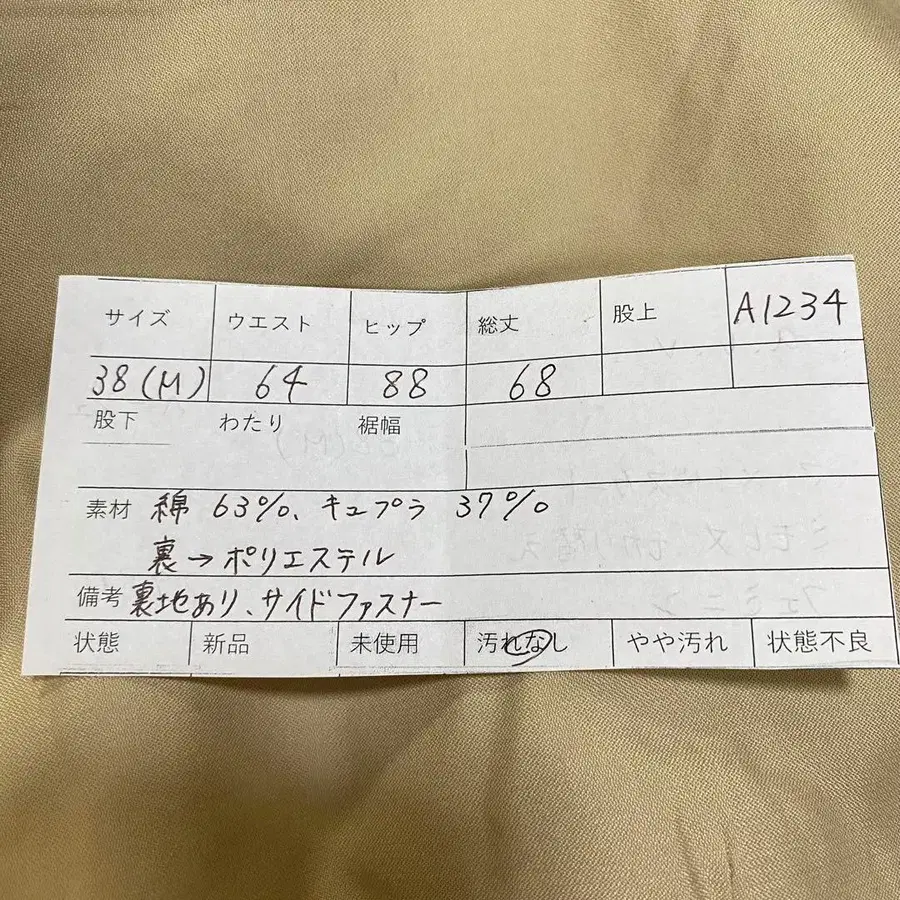 サイズ ウエスト ヒップ 総丈 股上 A1234
38(M) 64 88 68
股下 わたり 裾幅
素材 綿 63%、キュプラ 37%
裏→ポリエステル
備考 裏地あり、サイドファスナー
状態 新品 未使用 汚れなし やや汚れ 状態不良